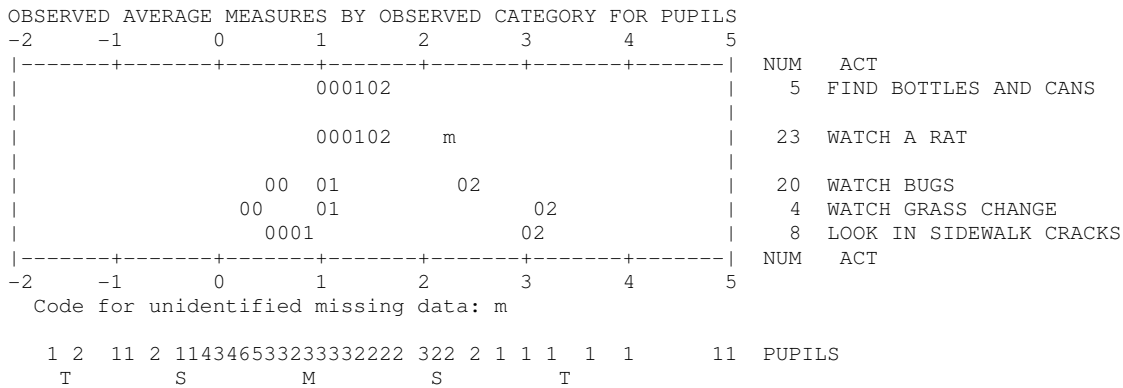 OBSERVED AVERAGE MEASURES BY OBSERVED CATEGORY FOR PUPILS
-2      -1       0       1       2       3       4       5
|-------+-------+-------+-------+-------+-------+-------|  NUM   ACT
|                       000102                          |    5  FIND BOTTLES AND CANS
|                                                       |
|                       000102    m                     |   23  WATCH A RAT
|                                                       |
|                   00  01         02                   |   20  WATCH BUGS
|                 00    01               02             |    4  WATCH GRASS CHANGE
|                   0001                02              |    8  LOOK IN SIDEWALK CRACKS
|-------+-------+-------+-------+-------+-------+-------|  NUM   ACT
-2      -1       0       1       2       3       4       5
Code for unidentified missing data: m
1 2  11 2 114346533233332222 322 2 1 1 1  1  1      11  PUPILS
T        S         M         S         T